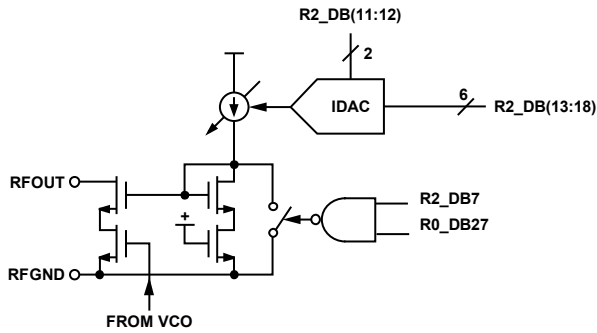 R2_DB(11:12)
2
IDAC
6
R2_DB(13:18)
RFOUT
R2_DB7
+
R0_DB27
RFGND
FROM VCO